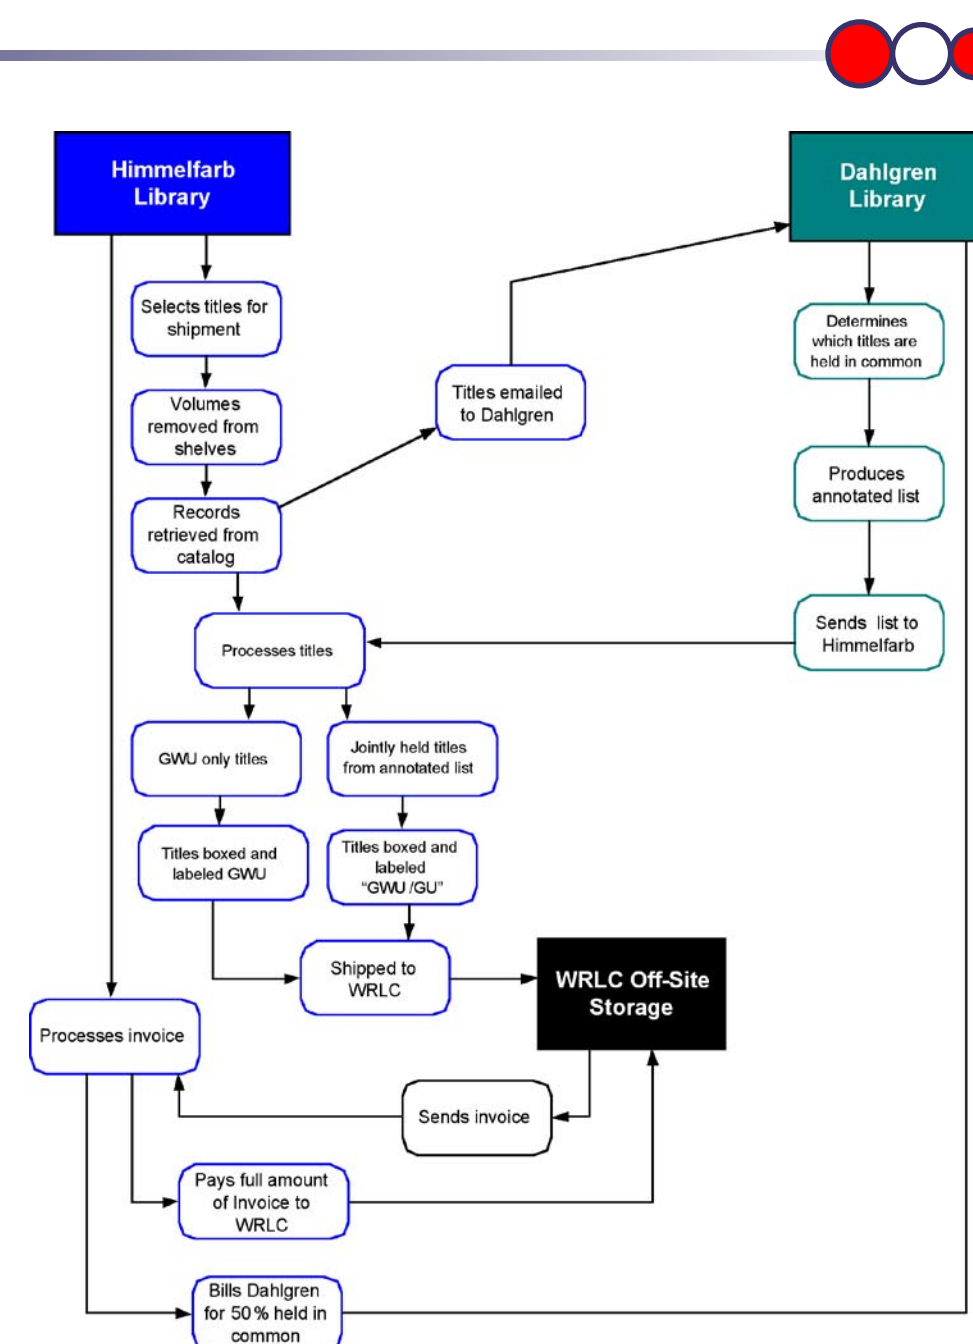 Himmelfarb
Library
Dahlgren
Library
Selects titles for
shipment
Determines
which titles are
held in common
Volumes
removed from
shelves
Titles emailed
to Dahlgren
Produces
annotated list
Records
retrieved from
catalog
Sends list to
Himmelfarb
Processes titles
GWU only titles
Jointly held titles
from annotated list
Titles boxed and
labeled GWU
Titles boxed and
labeled
“GWU /GU”
Shipped to
WRLC
WRLC Off-Site
Storage
Processes invoice
Sends invoice
Pays full amount
of Invoice to
WRLC
Bills Dahlgren
for 50% held in
common